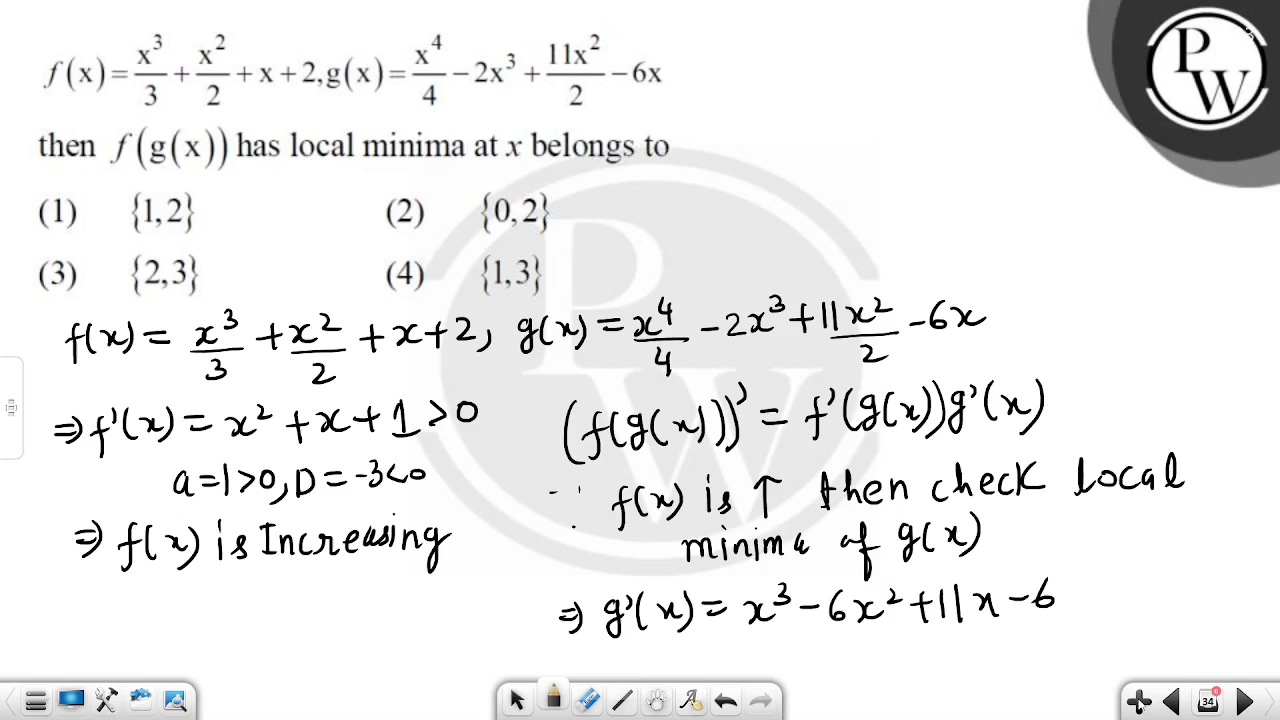 f(x)=x³/3+x²/2+x+2,g(x)=x⁴/4−2x³+11x²/2−6x
then f(g(x)) has local minima at x belongs to
(1) {1,2} (2) {0,2}
(3) {2,3} (4) {1,3}
f(x)=x³/3+x²/2+x+2, g(x)=x⁴/4−2x³+11x²/2−6x
⇒f'(x)=x²+x+1>0
a=1>0,D=-3<0
⇒f(x) is Increasing
(f(g(x)))'=f'(g(x))g'(x)
∵ f(x) is ↑ then check local
minima of g(x)
⇒ g'(x)=x³−6x²+11x−6
PW
PW
34